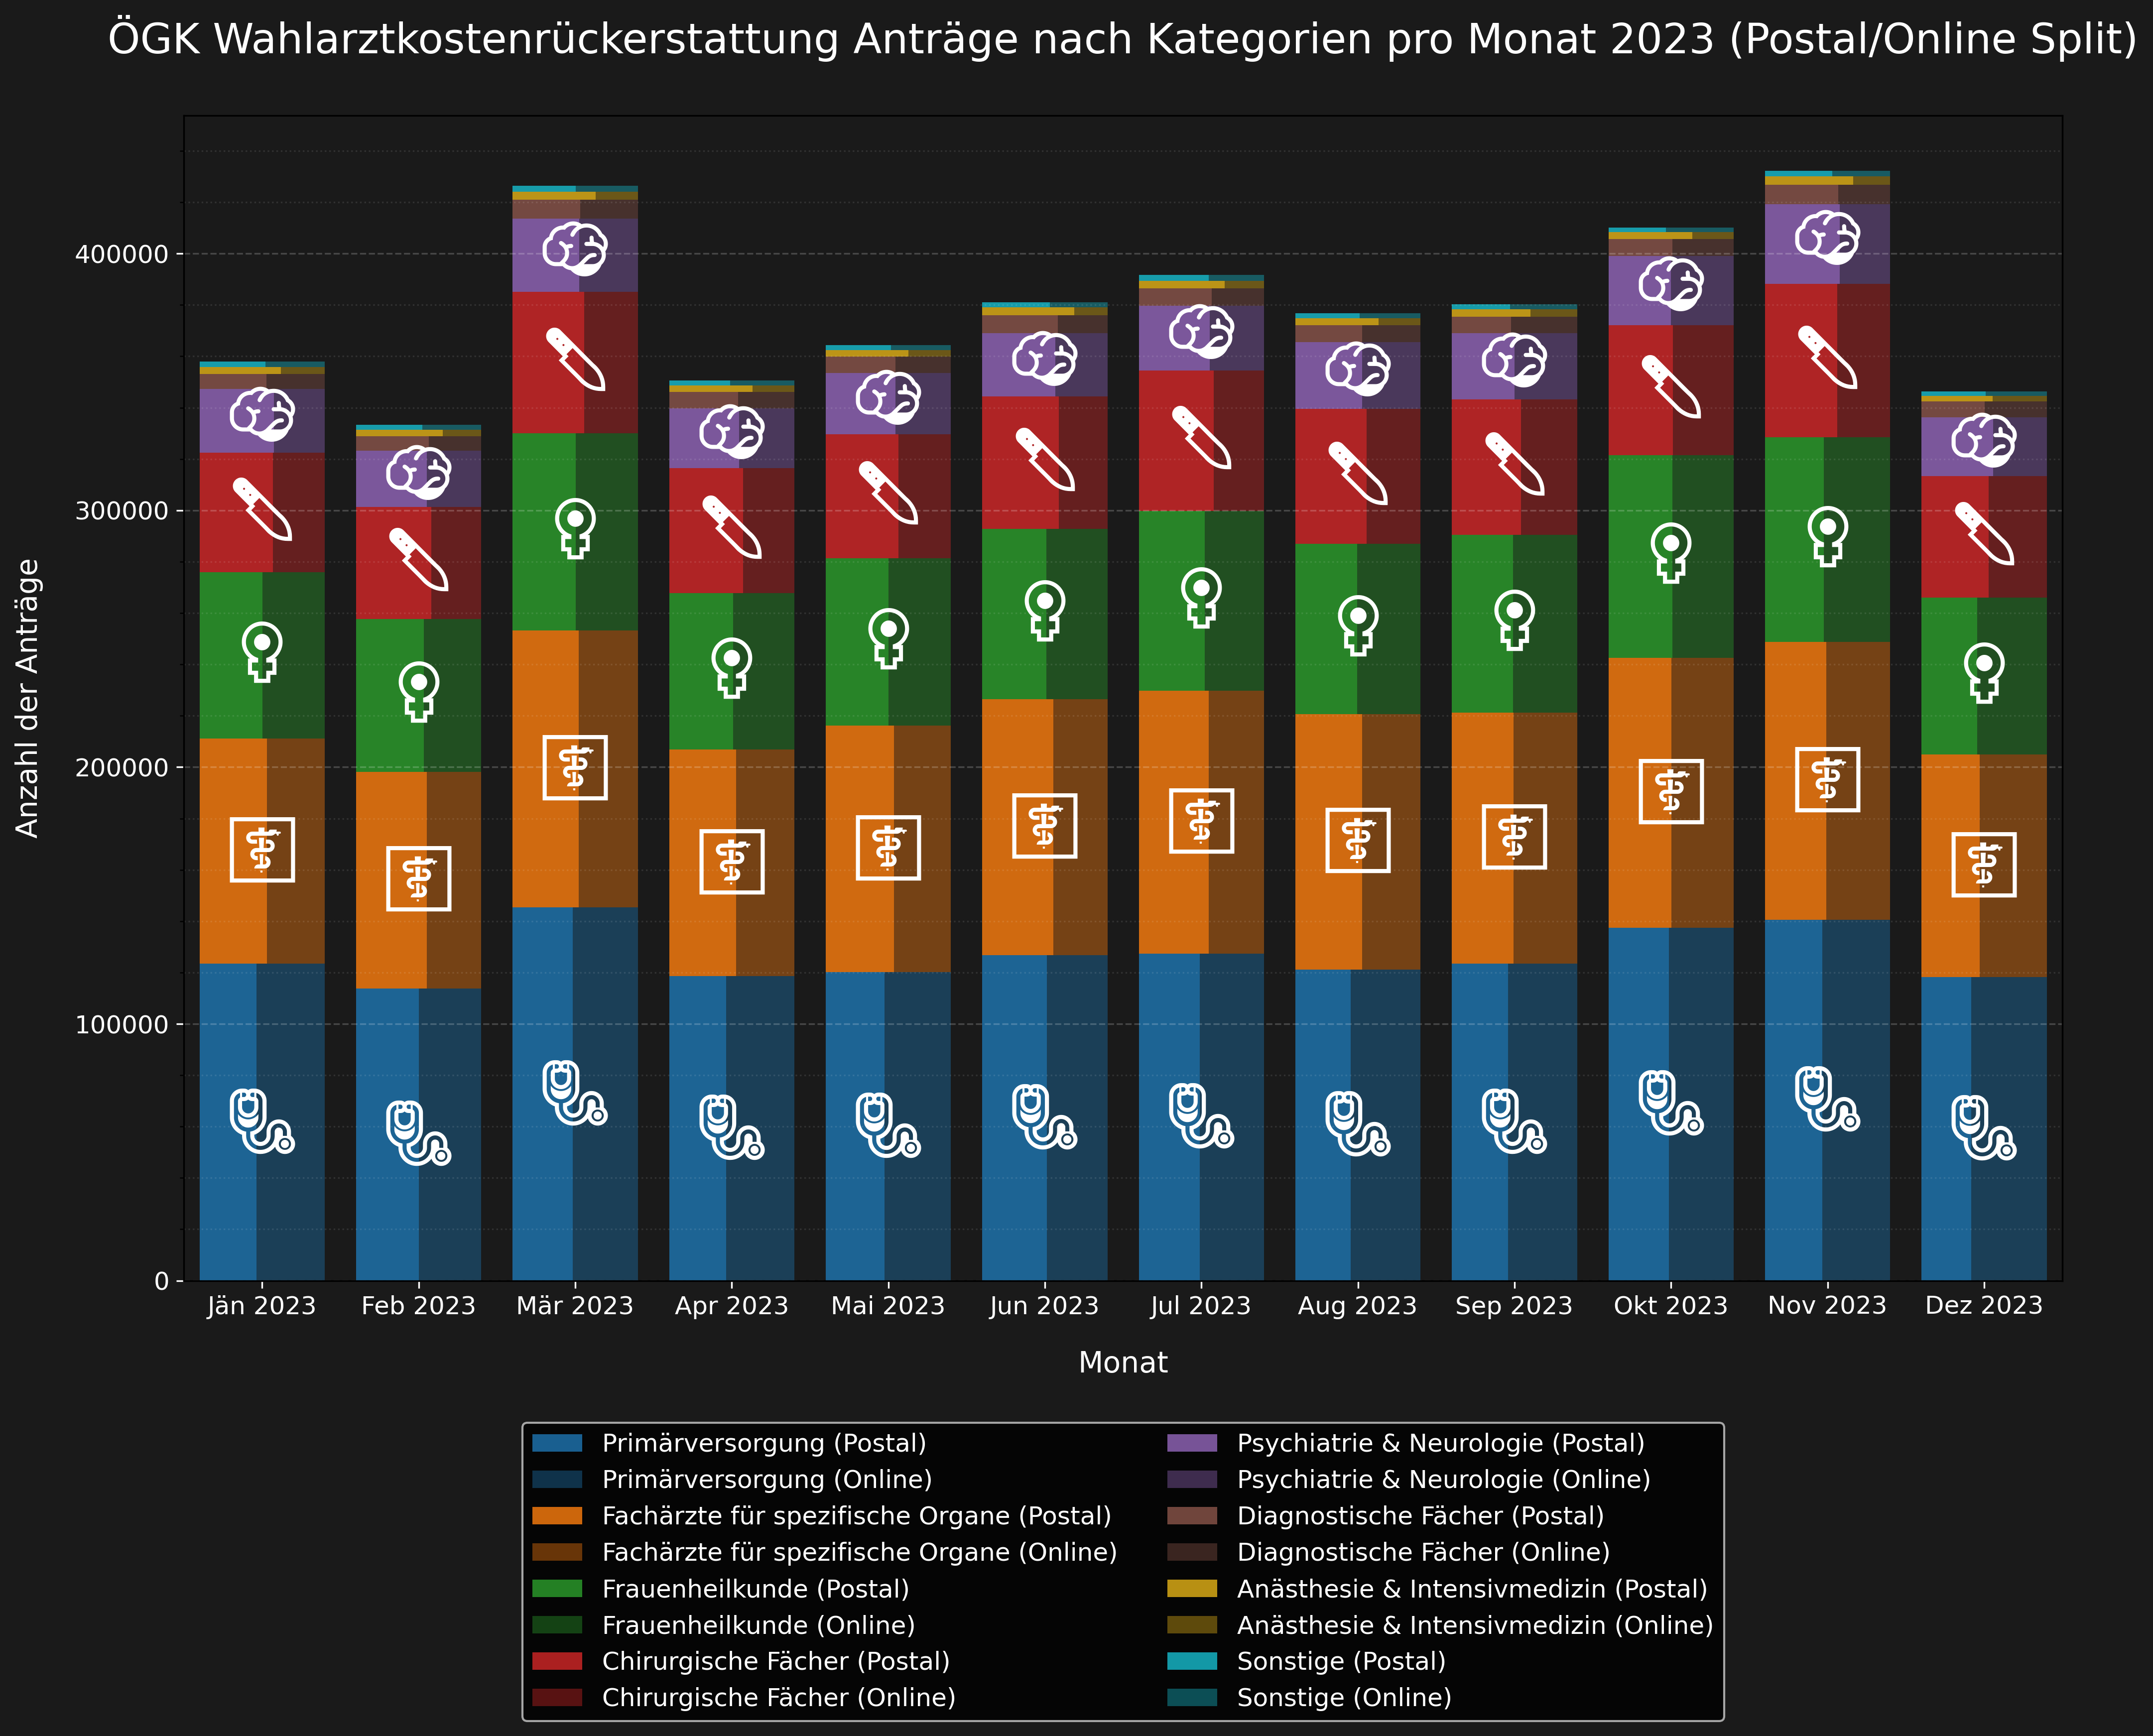 ÖGK Wahlarztkostenrückerstattung Anträge nach Kategorien pro Monat 2023 (Postal/Online Split)
Anzahl der Anträge
400000
300000
200000
100000
0
Jän 2023 Feb 2023 Mär 2023 Apr 2023 Mai 2023 Jun 2023 Jul 2023 Aug 2023 Sep 2023 Okt 2023 Nov 2023 Dez 2023
Monat
Primärversorgung (Postal)
Primärversorgung (Online)
Fachärzte für spezifische Organe (Postal)
Fachärzte für spezifische Organe (Online)
Frauenheilkunde (Postal)
Frauenheilkunde (Online)
Chirurgische Fächer (Postal)
Chirurgische Fächer (Online)
Psychiatrie & Neurologie (Postal)
Psychiatrie & Neurologie (Online)
Diagnostische Fächer (Postal)
Diagnostische Fächer (Online)
Anästhesie & Intensivmedizin (Postal)
Anästhesie & Intensivmedizin (Online)
Sonstige (Postal)
Sonstige (Online)